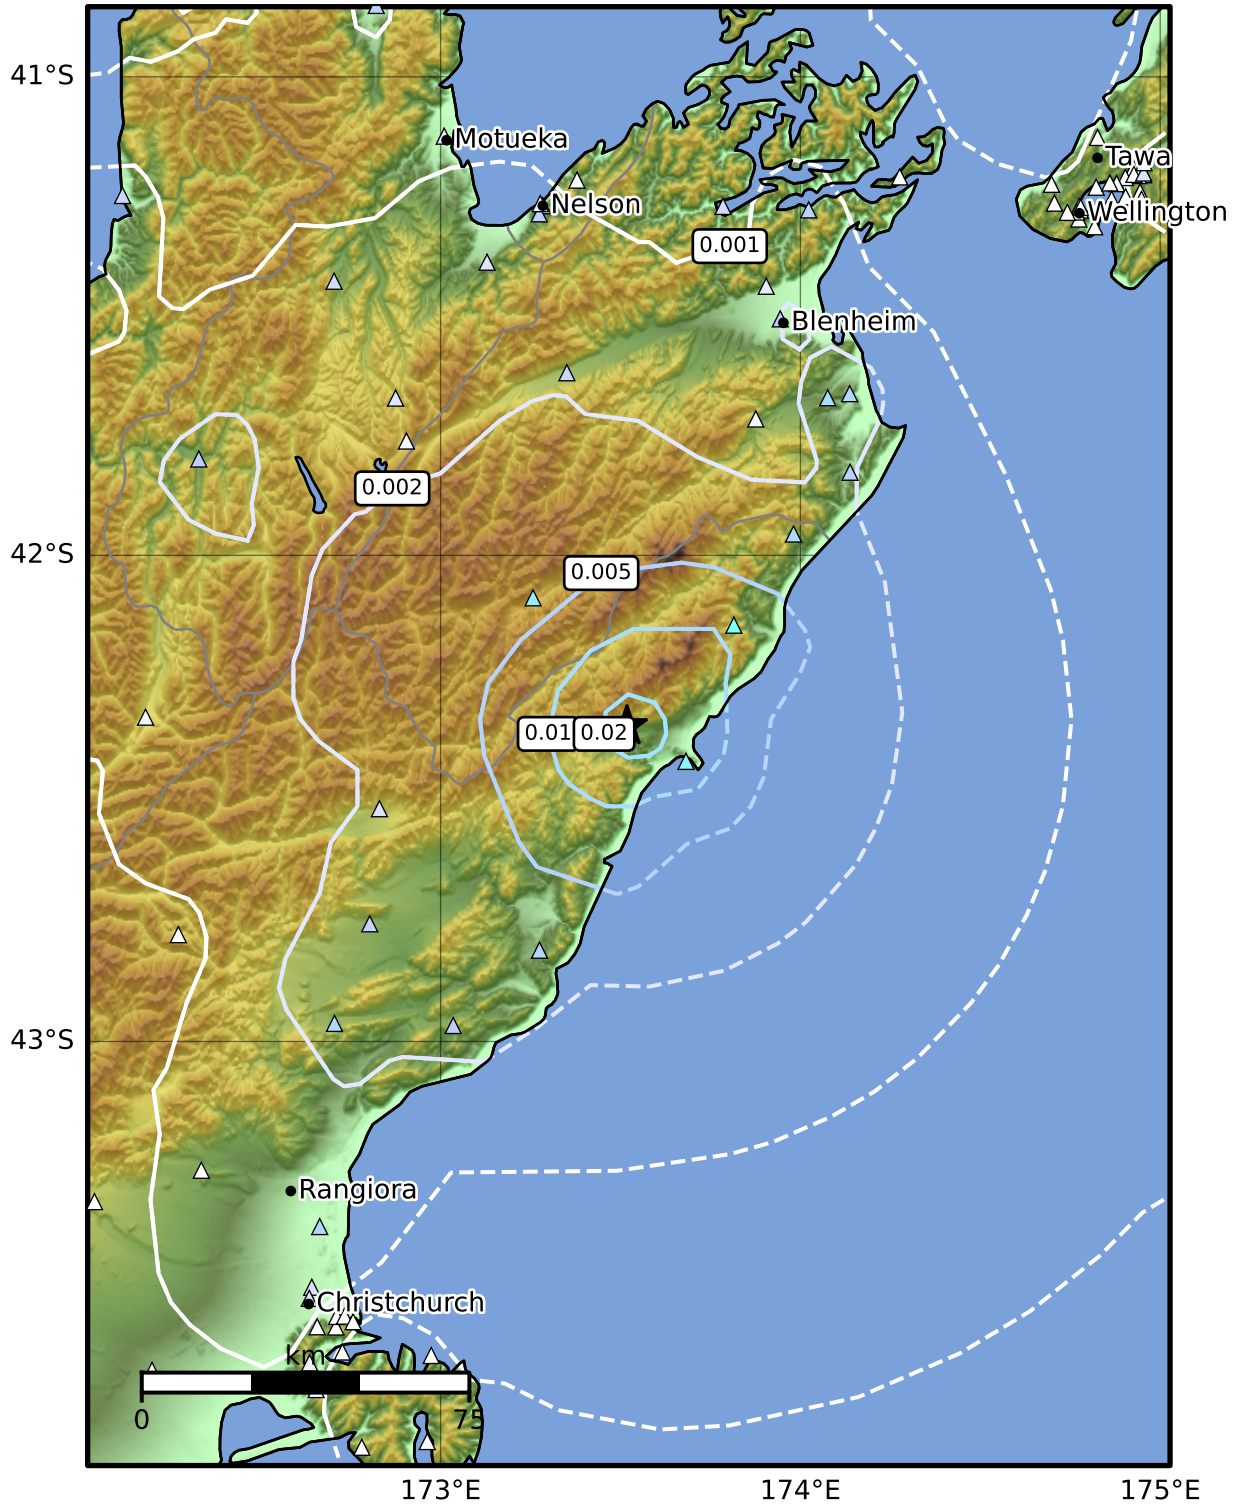 41°S
Motueka
Tawa
Nelson
Wellington
0.001
Blenheim
0.002
42°S
0.005
0.01
0.02
43°S
Rangiora
Christchurch
km
0
75
173°E
174°E
175°E